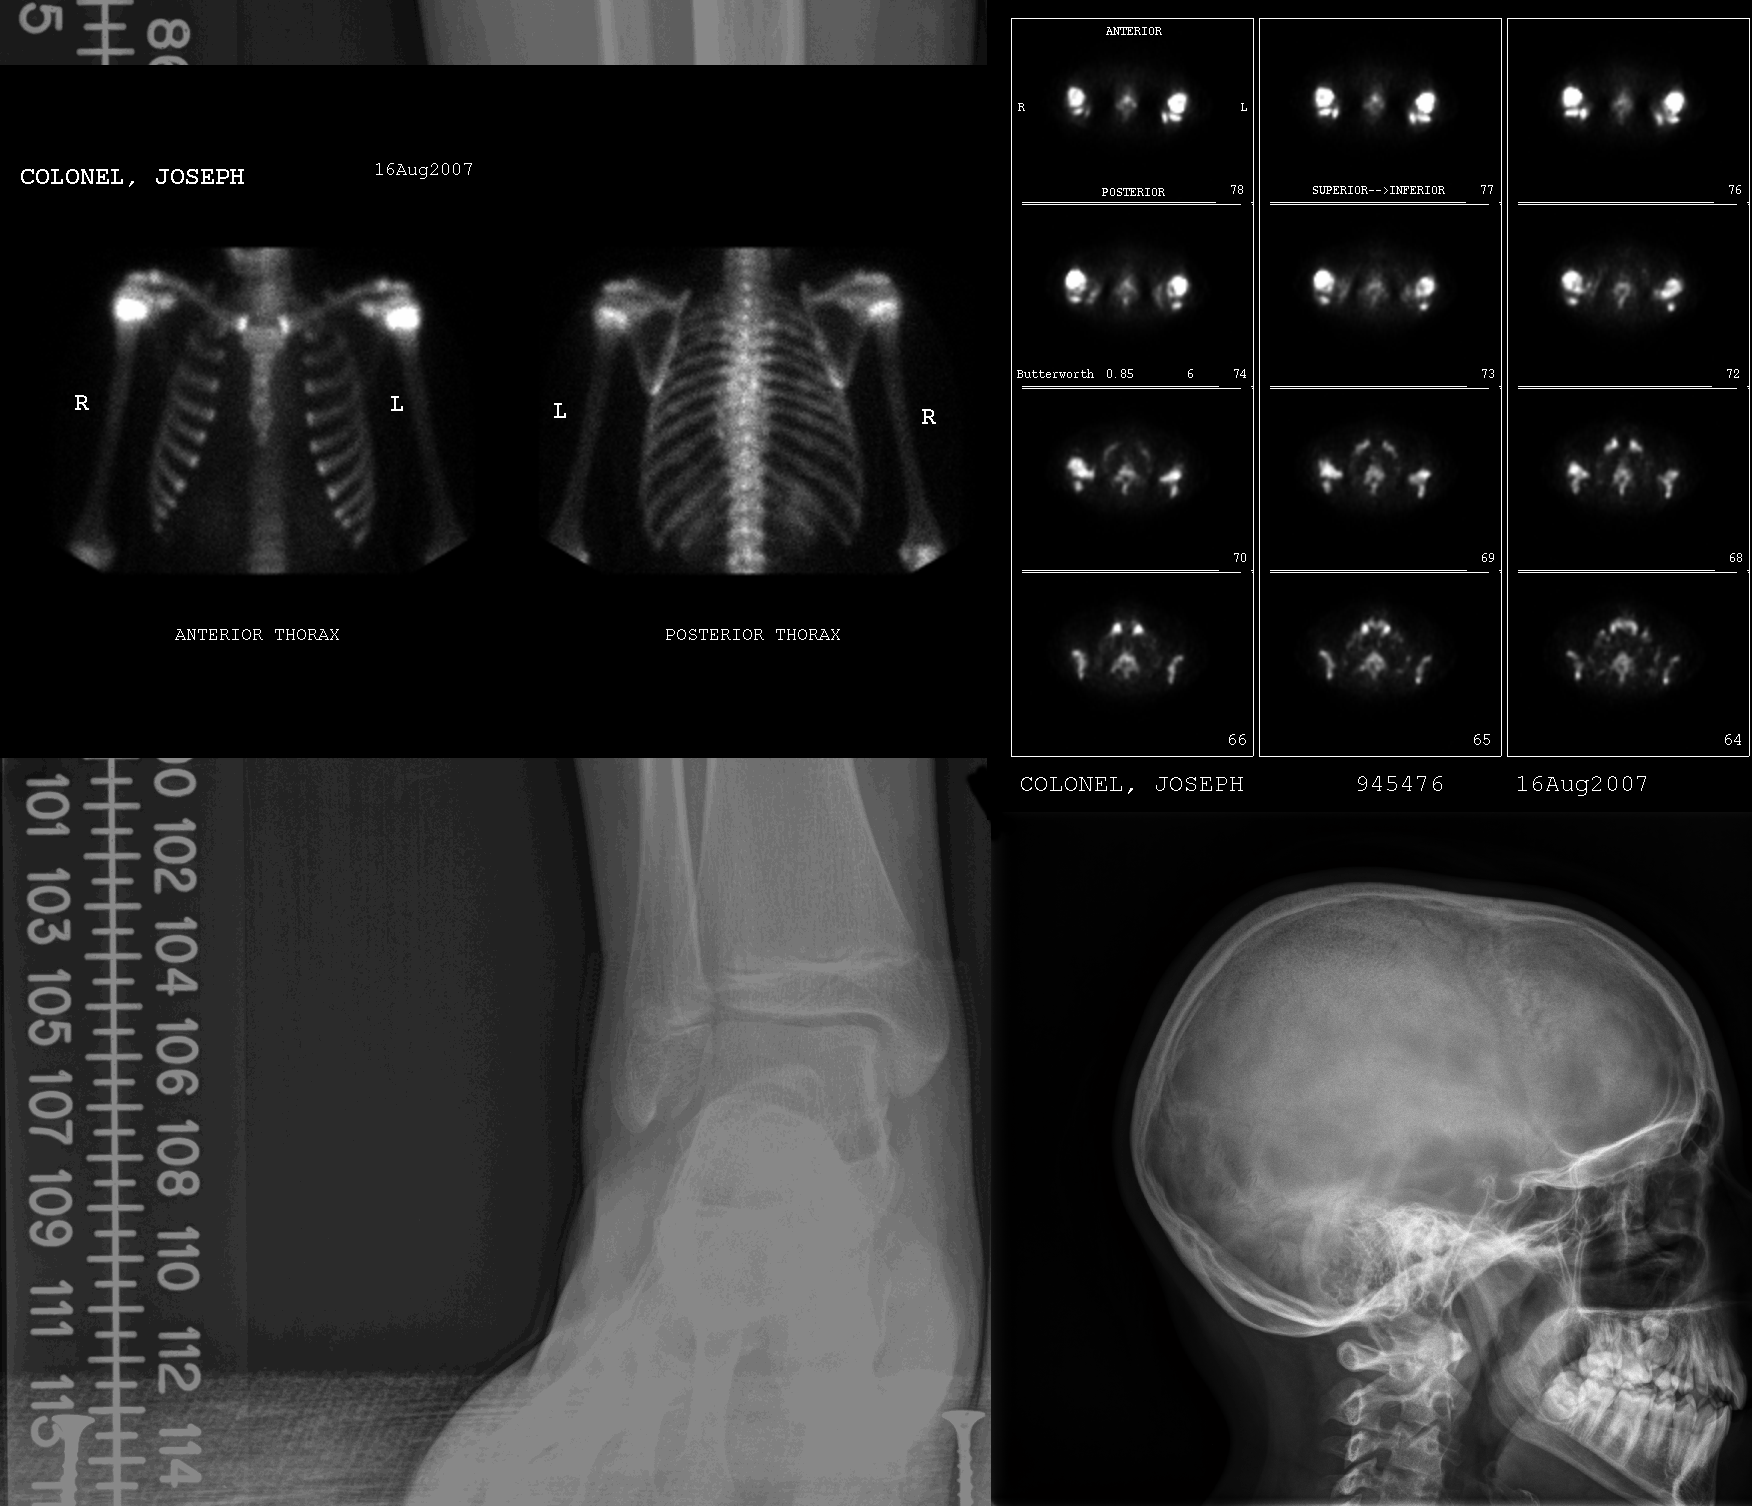 5
86
COLONEL, JOSEPH 16Aug2007
R L L R
ANTERIOR THORAX POSTERIOR THORAX
ANTERIOR
R L
POSTERIOR 78
SUPERIOR-->INFERIOR 77
76
Butterworth 0.85 6 74
73
72
70
69
68
66
65
64
COLONEL, JOSEPH 945476 16Aug2007
101
102
103
104
105
106
107
108
109
110
111
112
114